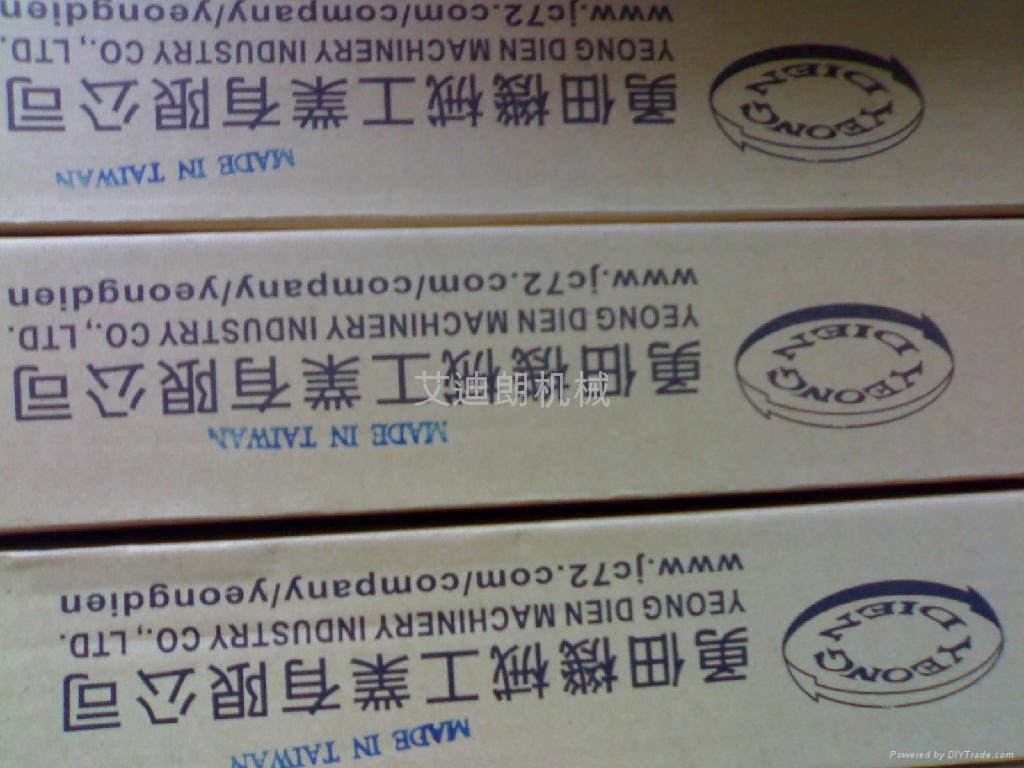 MADE IN TAIWAN
勇佃機械工業有限公司
YEONG DIEN MACHINERY INDUSTRY CO., LTD.
www.jc72.com/company/yeongdien
YEONG DIEN
MADE IN TAIWAN
勇佃機械工業有限公司
YEONG DIEN MACHINERY INDUSTRY CO., LTD.
www.jc72.com/company/yeongdien
YEONG DIEN
MADE IN TAIWAN
勇佃機械工業有限公司
YEONG DIEN MACHINERY INDUSTRY CO., LTD.
www.jc72.com/company/yeongdien
YEONG DIEN
艾迪朗机械
Powered by DIYTrade.com